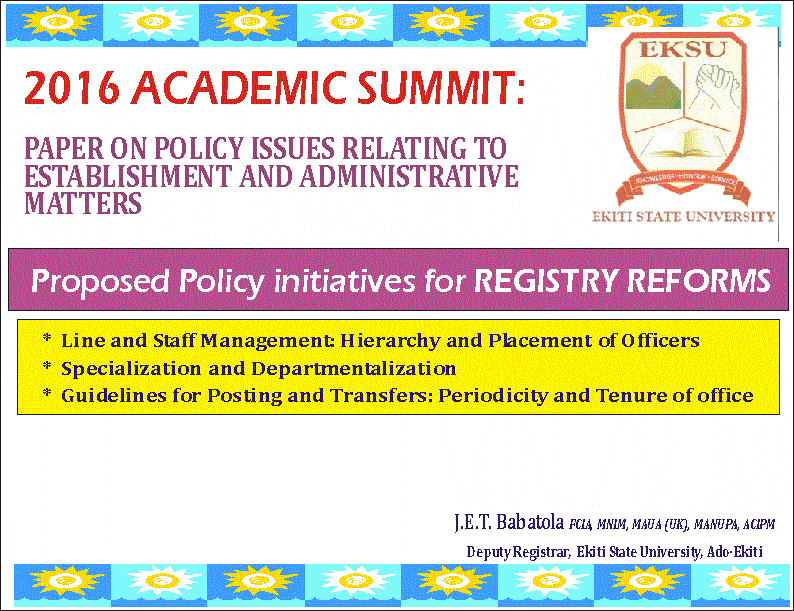 2016 ACADEMIC SUMMIT:
PAPER ON POLICY ISSUES RELATING TO
ESTABLISHMENT AND ADMINISTRATIVE
MATTERS
EKSU
KNOWLEDGE · HONOUR · SERVICE
EKITI STATE UNIVERSITY
Proposed Policy initiatives for REGISTRY REFORMS
* Line and Staff Management: Hierarchy and Placement of Officers
* Specialization and Departmentalization
* Guidelines for Posting and Transfers: Periodicity and Tenure of office
J.E.T. Babatola FCIA, MNIM, MAUA (UK), MANUPA, ACIPM
Deputy Registrar, Ekiti State University, Ado-Ekiti